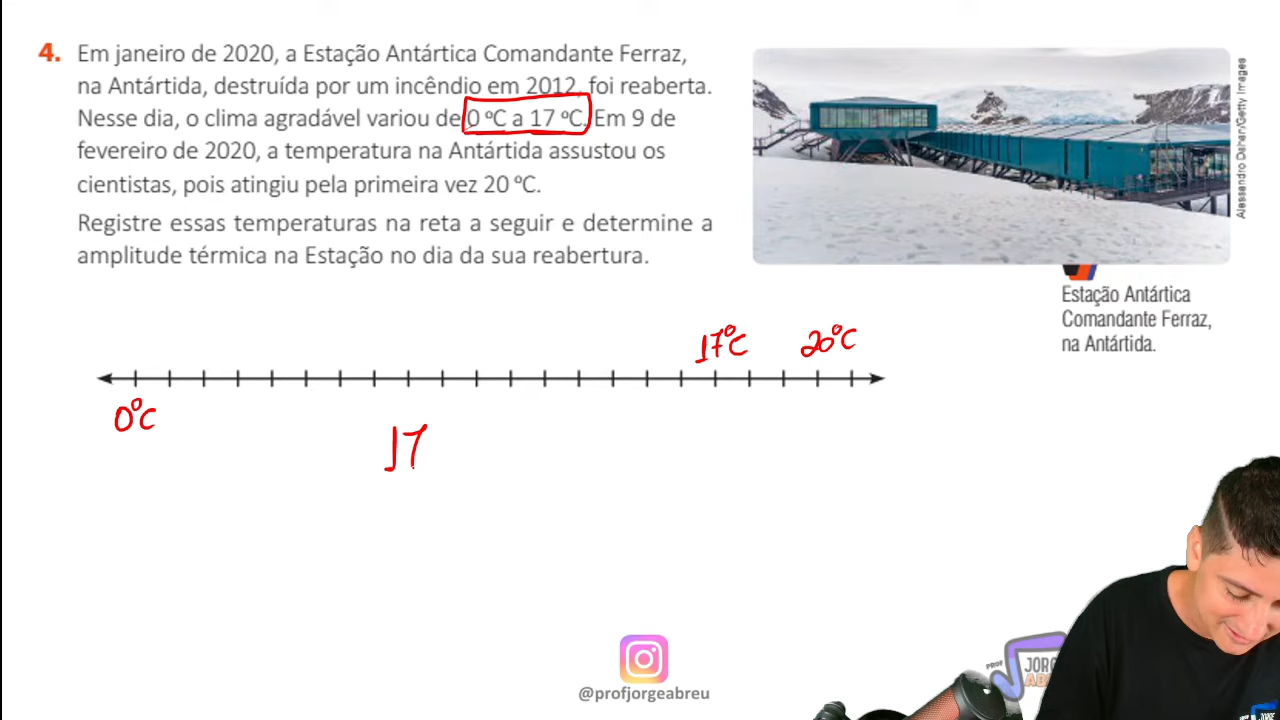 4. Em janeiro de 2020, a Estação Antártica Comandante Ferraz,
na Antártida, destruída por um incêndio em 2012, foi reaberta.
Nesse dia, o clima agradável variou de 0 ºC a 17 ºC. Em 9 de
fevereiro de 2020, a temperatura na Antártida assustou os
cientistas, pois atingiu pela primeira vez 20 ºC.
Registre essas temperaturas na reta a seguir e determine a
amplitude térmica na Estação no dia da sua reabertura.
Alessandro Dahan/Getty Images
Estação Antártica
Comandante Ferraz,
na Antártida.
17°C 20°C
0°C
17
PROF
@profjorgeabreu